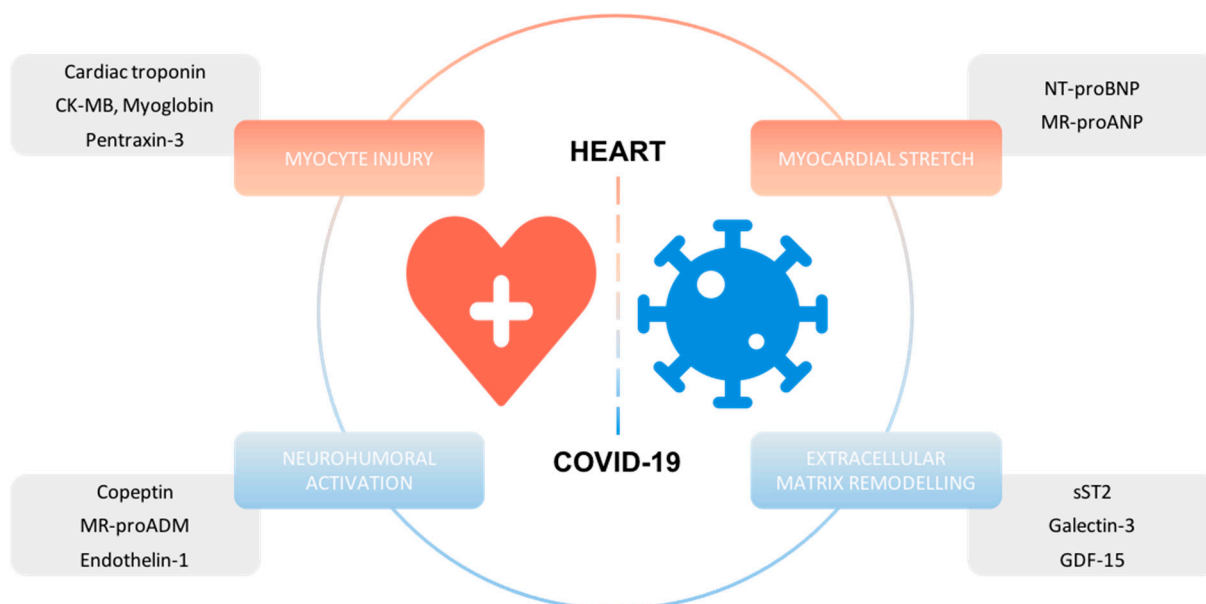 Cardiac troponin
CK-MB, Myoglobin
Pentraxin-3
MYOCYTE INJURY
HEART
NT-proBNP
MR-proANP
MYOCARDIAL STRETCH
NEUROHUMORAL
ACTIVATION
Copeptin
MR-proADM
Endothelin-1
COVID-19
EXTRACELLULAR
MATRIX REMODELLING
sST2
Galectin-3
GDF-15